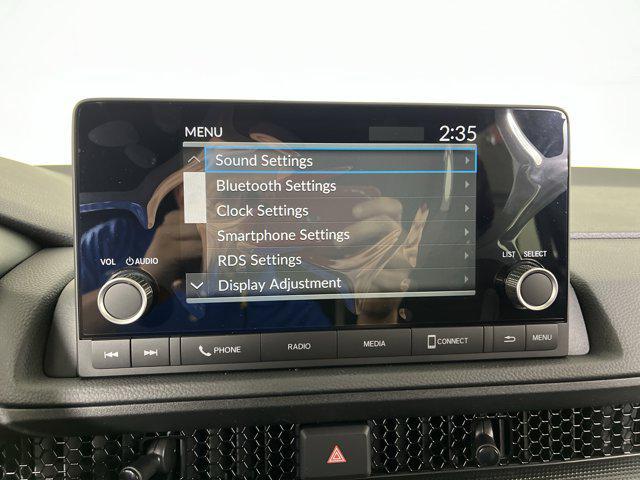 MENU 2:35
Sound Settings
Bluetooth Settings
Clock Settings
Smartphone Settings
RDS Settings
Display Adjustment
VOL AUDIO
LIST SELECT
PHONE RADIO MEDIA CONNECT MENU